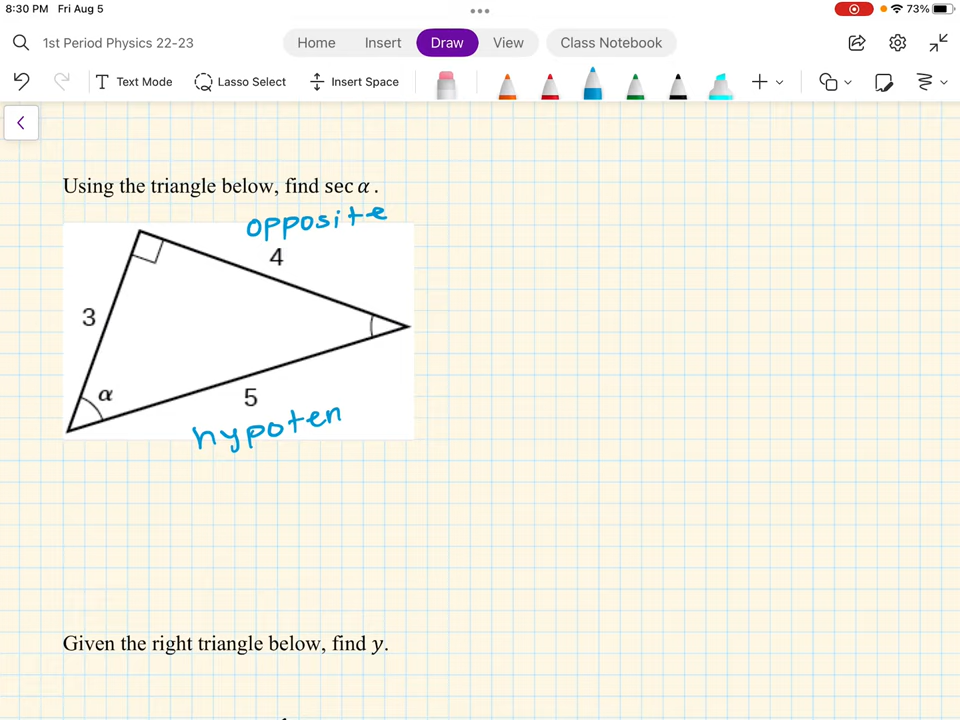 8:30 PM Fri Aug 5
73%
1st Period Physics 22-23
Home Insert Draw View Class Notebook
Text Mode Lasso Select Insert Space
Using the triangle below, find sec α .
opposite
4
3
α
5
hypoten
Given the right triangle below, find y.